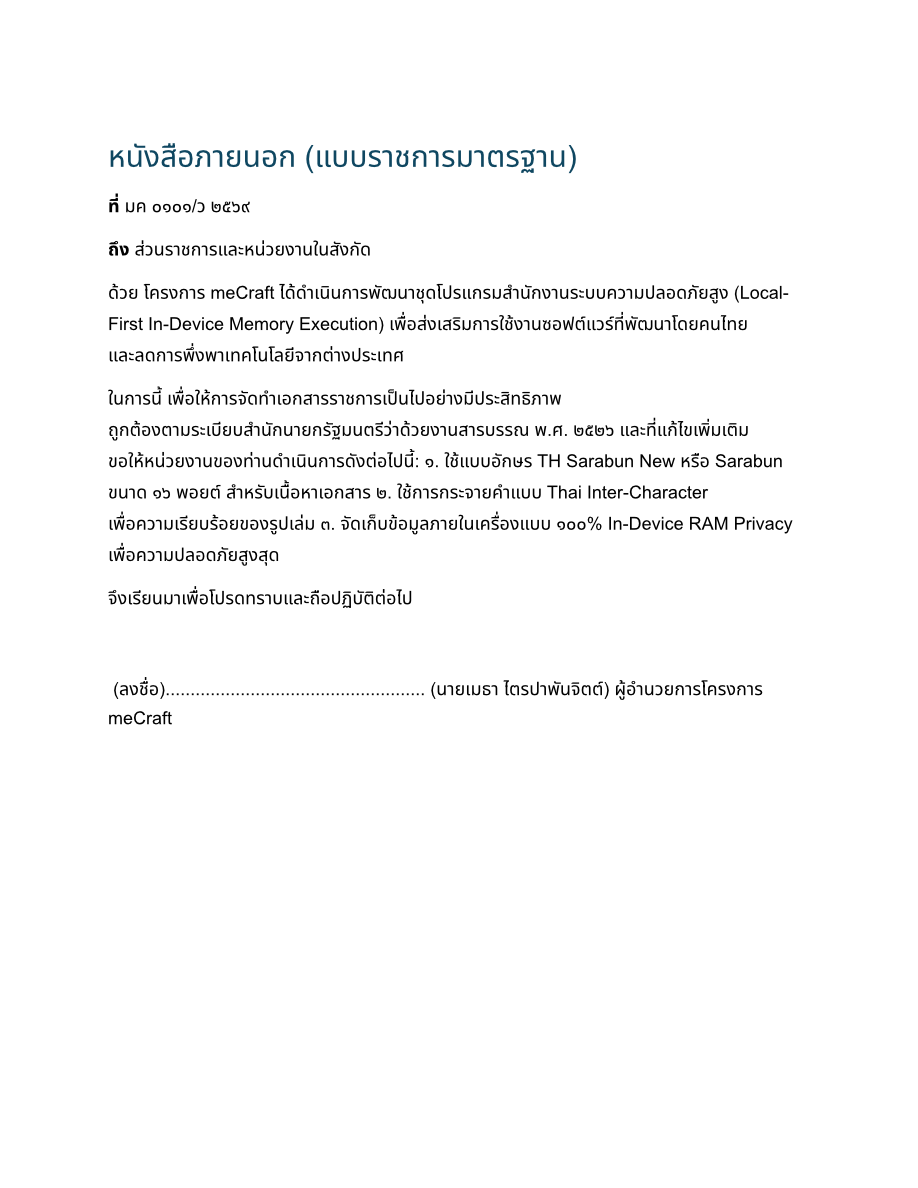 หนังสือภายนอก (แบบราชการมาตรฐาน)
ที่ มค ๐๑๐๑/ว ๒๕๖๙
ถึง ส่วนราชการและหน่วยงานในสังกัด
ด้วย โครงการ meCraft ได้ดำเนินการพัฒนาชุดโปรแกรมสำนักงานระบบความปลอดภัยสูง (Local-
First In-Device Memory Execution) เพื่อส่งเสริมการใช้งานซอฟต์แวร์ที่พัฒนาโดยคนไทย
และลดการพึ่งพาเทคโนโลยีจากต่างประเทศ
ในการนี้ เพื่อให้การจัดทำเอกสารราชการเป็นไปอย่างมีประสิทธิภาพ
ถูกต้องตามระเบียบสำนักนายกรัฐมนตรีว่าด้วยงานสารบรรณ พ.ศ. ๒๕๒๖ และที่แก้ไขเพิ่มเติม
ขอให้หน่วยงานของท่านดำเนินการดังต่อไปนี้: ๑. ใช้แบบอักษร TH Sarabun New หรือ Sarabun
ขนาด ๑๖ พอยต์ สำหรับเนื้อหาเอกสาร ๒. ใช้การกระจายคำแบบ Thai Inter-Character
เพื่อความเรียบร้อยของรูปเล่ม ๓. จัดเก็บข้อมูลภายในเครื่องแบบ ๑๐๐% In-Device RAM Privacy
เพื่อความปลอดภัยสูงสุด
จึงเรียนมาเพื่อโปรดทราบและถือปฏิบัติต่อไป
(ลงชื่อ).................................................... (นายเมธา ไตรปาพันจิตต์) ผู้อำนวยการโครงการ
meCraft